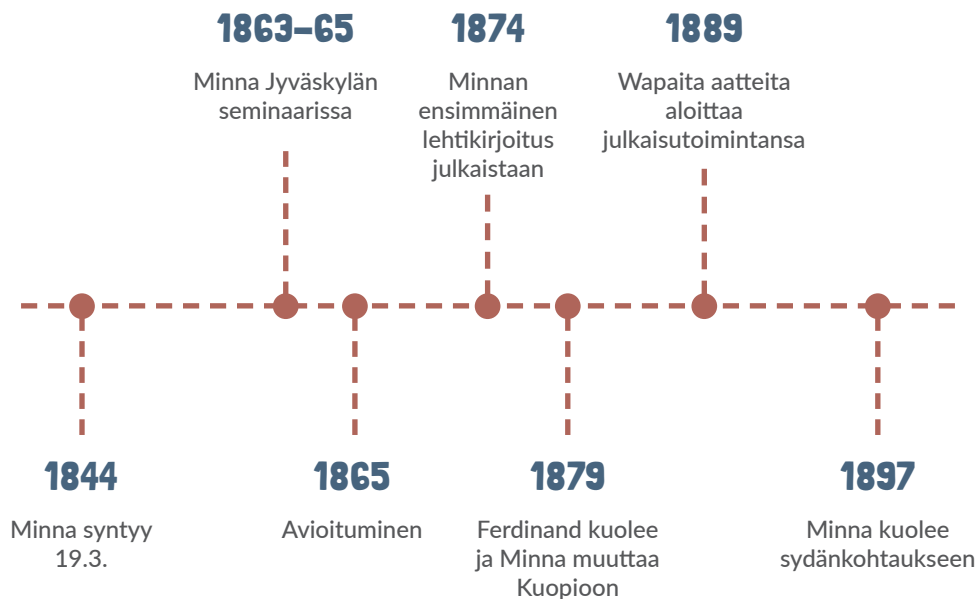 1863–65
Minna Jyväskylän
seminaarissa
1874
Minnan
ensimmäinen
lehtikirjoitus
julkaistaan
1889
Wapaita aatteita
aloittaa
julkaisutoimintansa
1844
Minna syntyy
19.3.
1865
Avioituminen
1879
Ferdinand kuolee
ja Minna muuttaa
Kuopioon
1897
Minna kuolee
sydänkohtaukseen